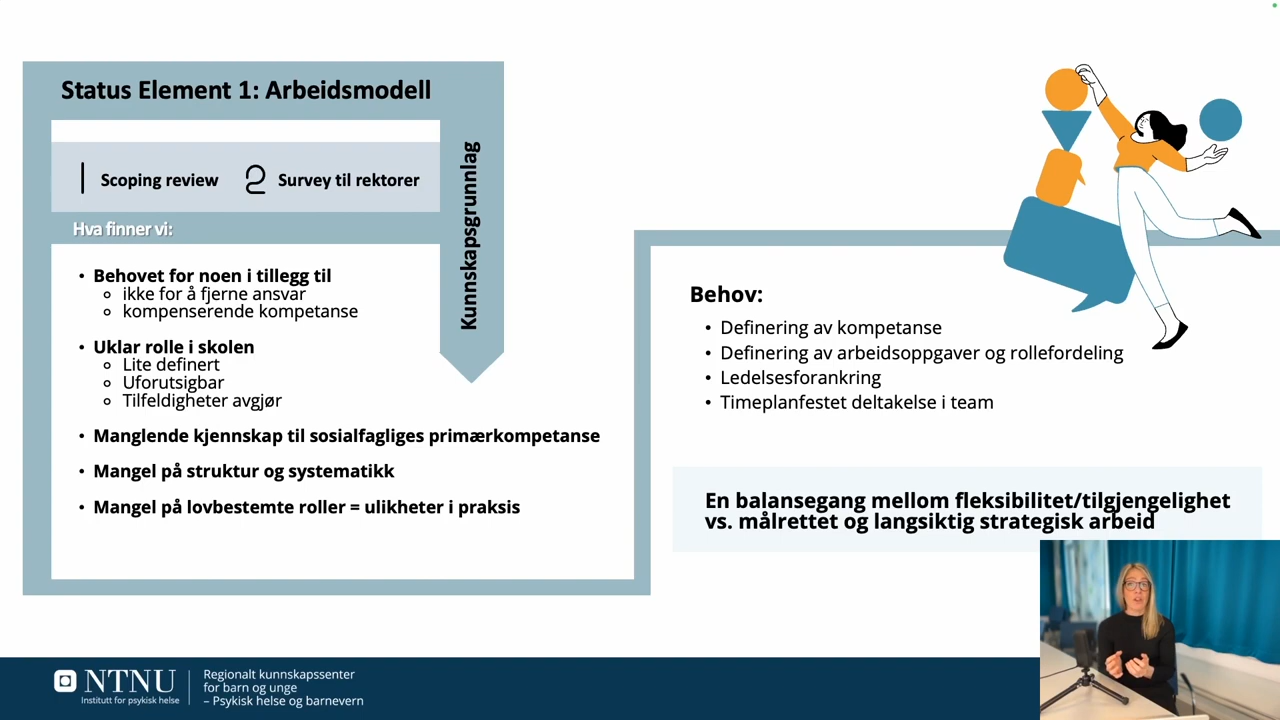 Status Element 1: Arbeidsmodell
Scoping review
Survey til rektorer
Kunnskapsgrunnlag
Hva finner vi:
• Behovet for noen i tillegg til
ikke for å fjerne ansvar
kompenserende kompetanse
• Uklar rolle i skolen
Lite definert
Uforutsigbar
Tilfeldigheter avgjør
• Manglende kjennskap til sosialfagliges primærkompetanse
• Mangel på struktur og systematikk
• Mangel på lovbestemte roller = ulikheter i praksis
Behov:
• Definering av kompetanse
• Definering av arbeidsoppgaver og rollefordeling
• Ledelsesforankring
• Timeplanfestet deltakelse i team
En balansegang mellom fleksibilitet/tilgjengelighet
vs. målrettet og langsiktig strategisk arbeid
NTNU
Institutt for psykisk helse
Regionalt kunnskapssenter
for barn og unge
– Psykisk helse og barnevern